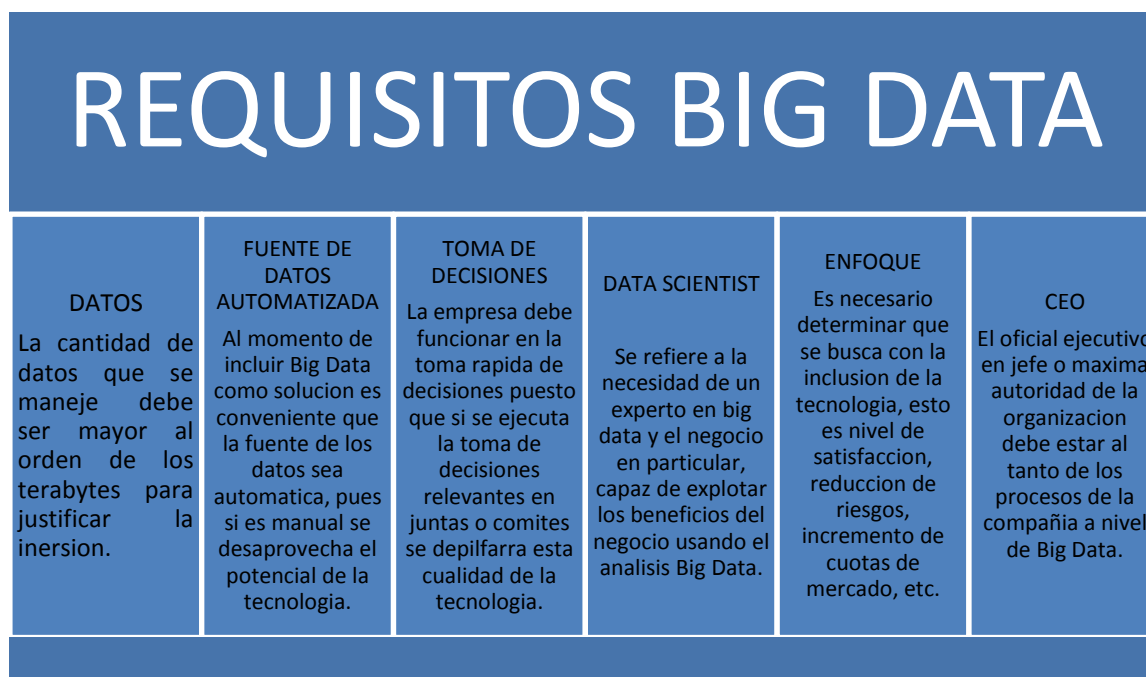 REQUISITOS BIG DATA
DATOS
La cantidad de
datos que se
maneje debe
ser mayor al
orden de los
terabytes para
justificar la
inersion.
FUENTE DE
DATOS
AUTOMATIZADA
Al momento de
incluir Big Data
como solucion es
conveniente que
la fuente de los
datos sea
automatica, pues
si es manual se
desaprovecha el
potencial de la
tecnologia.
TOMA DE
DECISIONES
La empresa debe
funcionar en la
toma rapida de
decisiones puesto
que si se ejecuta
la toma de
decisiones
relevantes en
juntas o comites
se depilfarra esta
cualidad de la
tecnologia.
DATA SCIENTIST
Se refiere a la
necesidad de un
experto en big
data y el negocio
en particular,
capaz de explotar
los beneficios del
negocio usando el
analisis Big Data.
ENFOQUE
Es necesario
determinar que
se busca con la
inclusion de la
tecnologia, esto
es nivel de
satisfaccion,
reduccion de
riesgos,
incremento de
cuotas de
mercado, etc.
CEO
El oficial ejecutivo
en jefe o maxima
autoridad de la
organizacion
debe estar al
tanto de los
procesos de la
compañia a nivel
de Big Data.